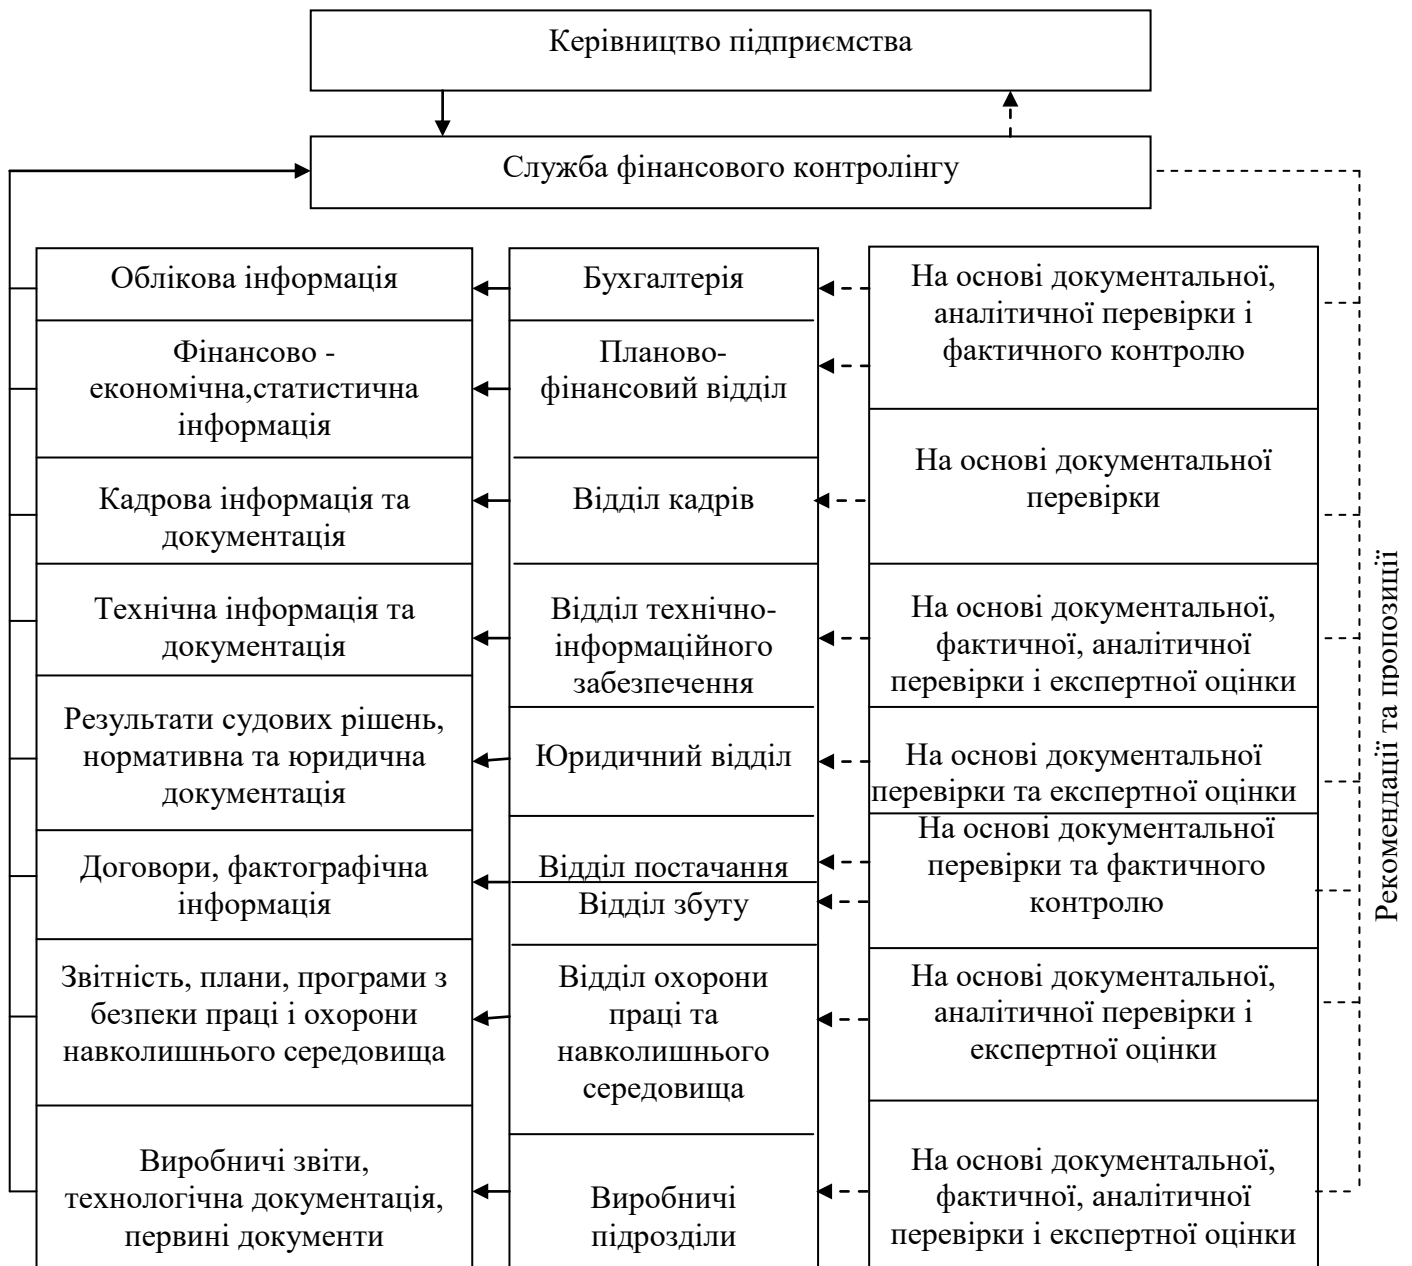 Керівництво підприємства
Служба фінансового контролінгу
Облікова інформація
Фінансово -
економічна,статистична
інформація
Кадрова інформація та
документація
Технічна інформація та
документація
Результати судових рішень,
нормативна та юридична
документація
Договори, фактографічна
інформація
Звітність, плани, програми з
безпеки праці і охорони
навколишнього середовища
Виробничі звіти,
технологічна документація,
первині документи
Бухгалтерія
Планово-
фінансовий відділ
Відділ кадрів
Відділ технічно-
інформаційного
забезпечення
Юридичний відділ
Відділ постачання
Відділ збуту
Відділ охорони
праці та
навколишнього
середовища
Виробничі
підрозділи
На основі документальної,
аналітичної перевірки і
фактичного контролю
На основі документальної
перевірки
На основі документальної,
фактичної, аналітичної
перевірки і експертної оцінки
На основі документальної
перевірки та експертної оцінки
На основі документальної
перевірки та фактичного
контролю
На основі документальної,
аналітичної перевірки і
експертної оцінки
На основі документальної,
фактичної, аналітичної
перевірки і експертної оцінки
Рекомендації та пропозиції